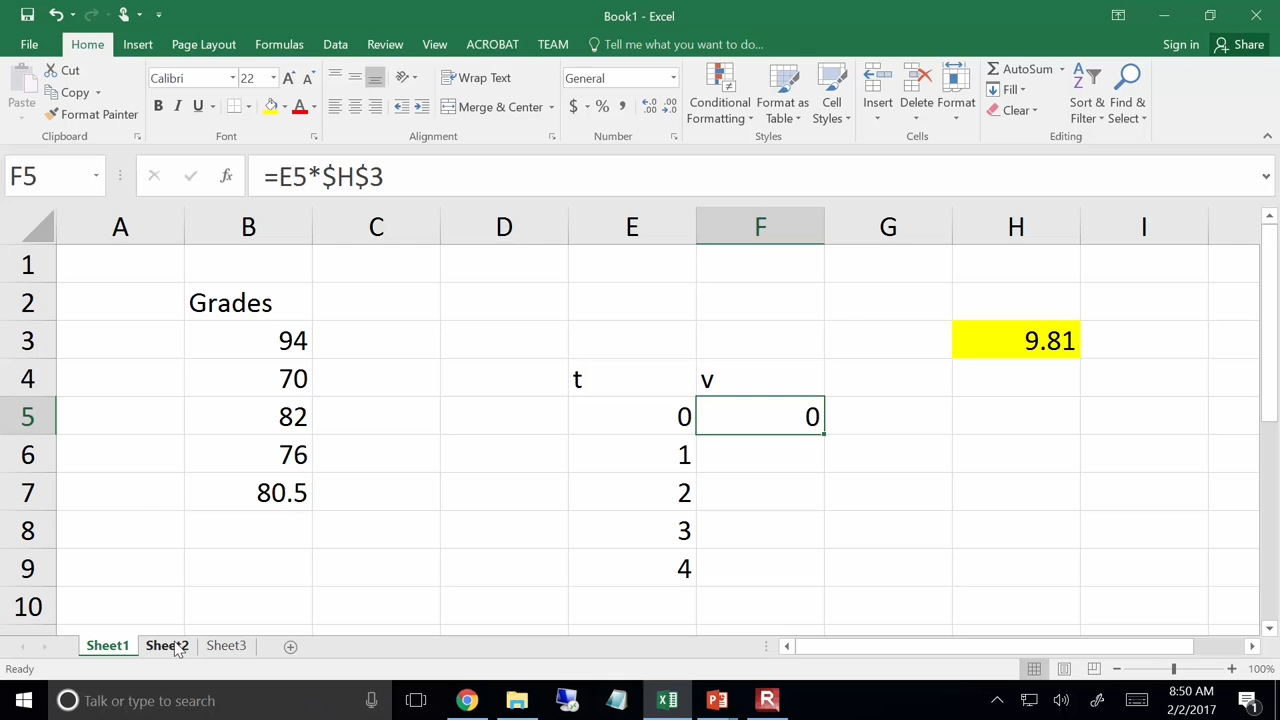 Book1 - Excel
File Home Insert Page Layout Formulas Data Review View ACROBAT TEAM Tell me what you want to do... Sign in Share
Paste Cut Copy Format Painter Clipboard
Calibri 22 A A B I U A Font
Wrap Text Merge & Center Alignment
General $ % , .0 .00 Number
Conditional Formatting Format as Table Cell Styles Styles
Insert Delete Format Cells
AutoSum Fill Clear Sort & Filter Find & Select Editing
F5 fx =E5*$H$3
A B C D E F G H I
1
2 Grades
3 94 9.81
4 70 t v
5 82 0 0
6 76 1
7 80.5 2
8 3
9 4
10
Sheet1 Sheet2 Sheet3
Ready 100%
Talk or type to search 8:50 AM
2/2/2017 1